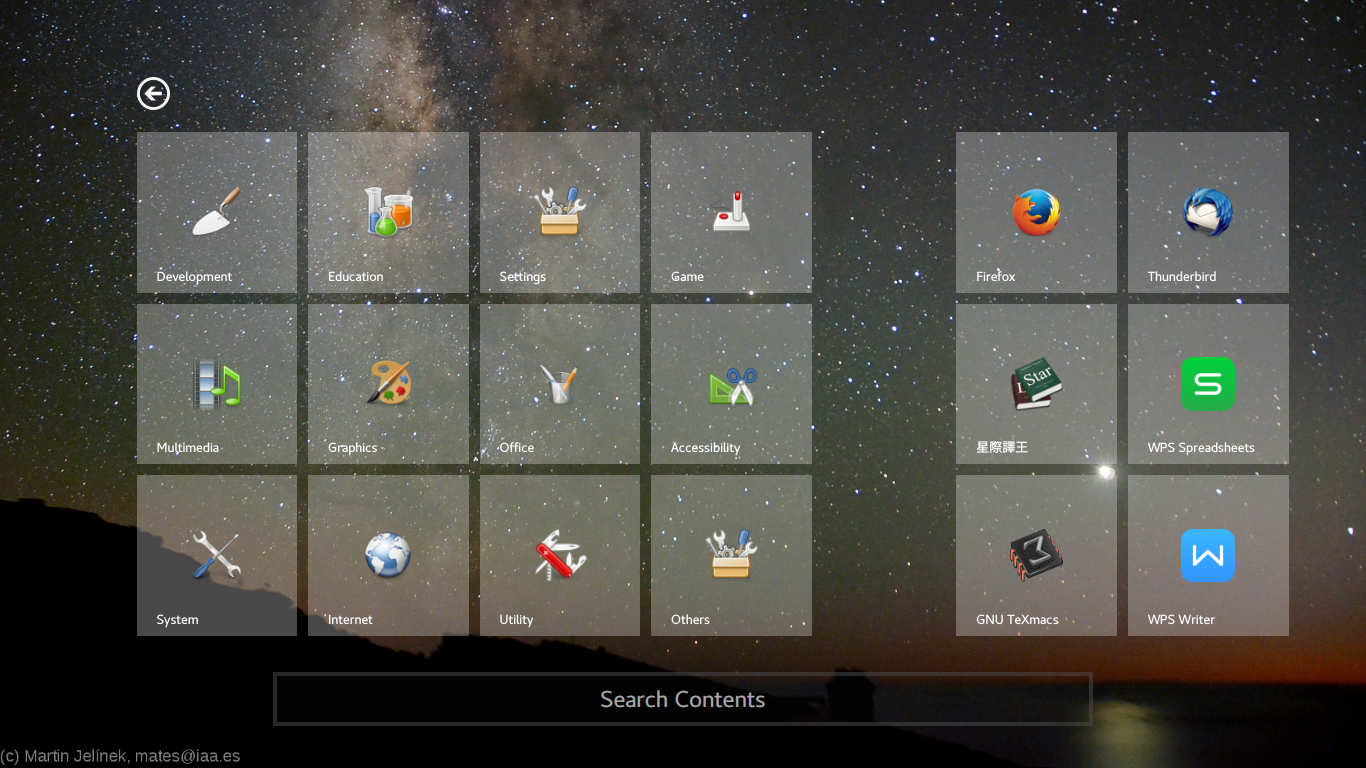 Development
Education
Settings
Game
Firefox
Thunderbird
Multimedia
Graphics
Office
Accessibility
Star
L
星際譯王
S
WPS Spreadsheets
System
Internet
Utility
Others
GNU TeXmacs
W
WPS Writer
Search Contents
(c) Martin Jelínek, mates@iaa.es